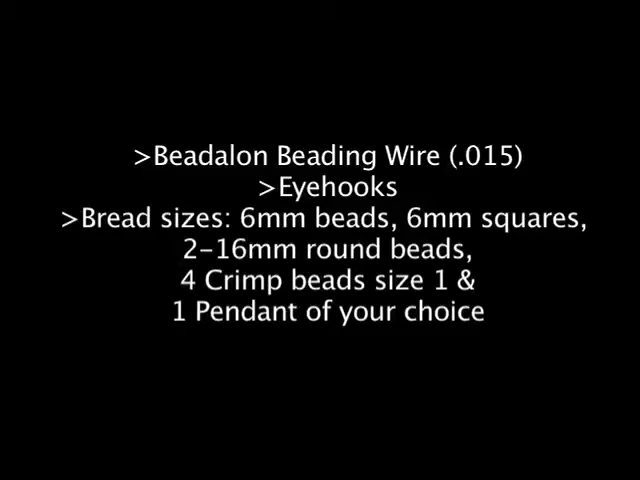 >Beadalon Beading Wire (.015)
>Eyehooks
>Bread sizes: 6mm beads, 6mm squares,
2-16mm round beads,
4 Crimp beads size 1 &
1 Pendant of your choice